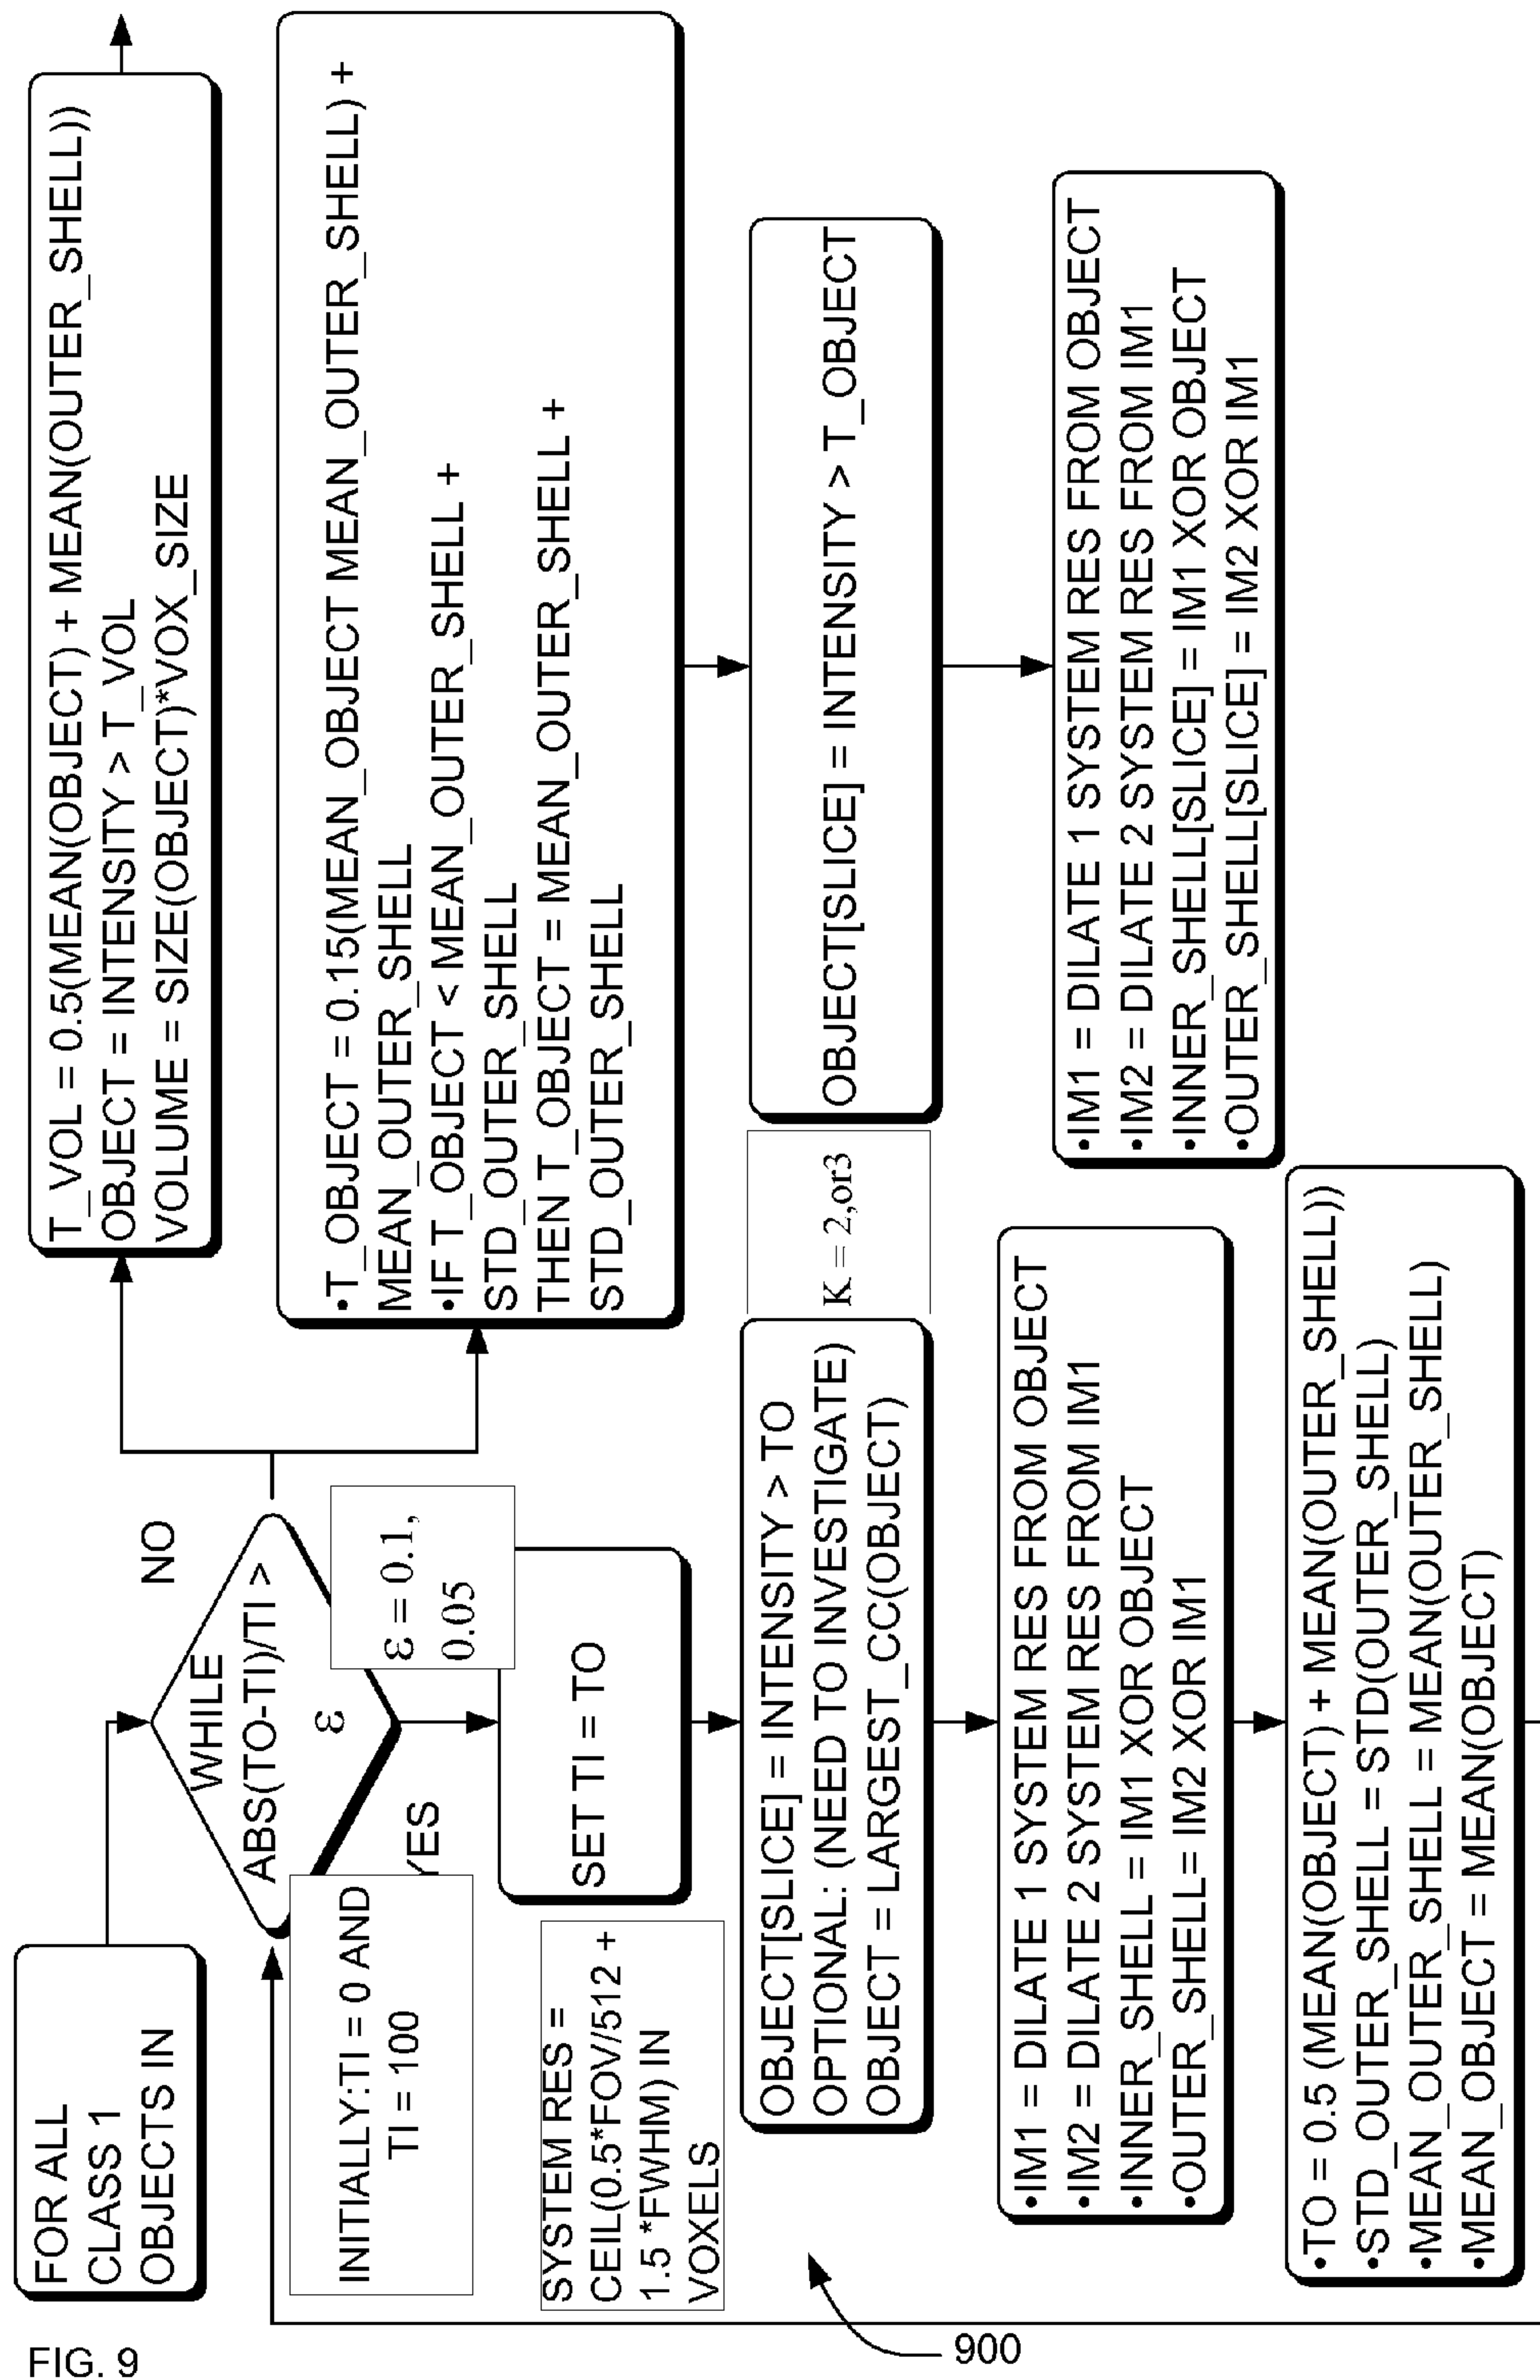 FOR ALL
CLASS 1
OBJECTS IN
WHILE
ABS(TO-TI)/TI >
ε
NO
YES
INITIALLY:TI = 0 AND
TI = 100
ε = 0.1,
0.05
SET TI = TO
SYSTEM RES =
CEIL(0.5*FOV/512 +
1.5 *FWHM) IN
VOXELS
OBJECT[SLICE] = INTENSITY > TO
OPTIONAL: (NEED TO INVESTIGATE)
OBJECT = LARGEST_CC(OBJECT)
K = 2,or3
•IM1 = DILATE 1 SYSTEM RES FROM OBJECT
•IM2 = DILATE 2 SYSTEM RES FROM IM1
•INNER_SHELL = IM1 XOR OBJECT
•OUTER_SHELL= IM2 XOR IM1
•TO = 0.5 (MEAN(OBJECT) + MEAN(OUTER_SHELL))
•STD_OUTER_SHELL = STD(OUTER_SHELL)
•MEAN_OUTER_SHELL = MEAN(OUTER_SHELL)
•MEAN_OBJECT = MEAN(OBJECT)
T_VOL = 0.5(MEAN(OBJECT) + MEAN(OUTER_SHELL))
OBJECT = INTENSITY > T_VOL
VOLUME = SIZE(OBJECT)*VOX_SIZE
•T_OBJECT = 0.15(MEAN_OBJECT MEAN_OUTER_SHELL) +
MEAN_OUTER_SHELL
•IF T_OBJECT < MEAN_OUTER_SHELL +
STD_OUTER_SHELL
THEN T_OBJECT = MEAN_OUTER_SHELL +
STD_OUTER_SHELL
OBJECT[SLICE] = INTENSITY > T_OBJECT
•IM1 = DILATE 1 SYSTEM RES FROM OBJECT
•IM2 = DILATE 2 SYSTEM RES FROM IM1
•INNER_SHELL[SLICE] = IM1 XOR OBJECT
•OUTER_SHELL[SLICE] = IM2 XOR IM1
900
FIG. 9